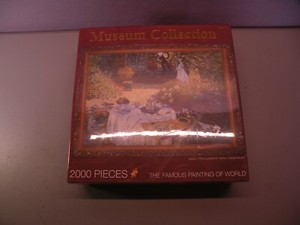 Museum Collection
2000 PIECES
THE FAMOUS PAINTING OF WORLD